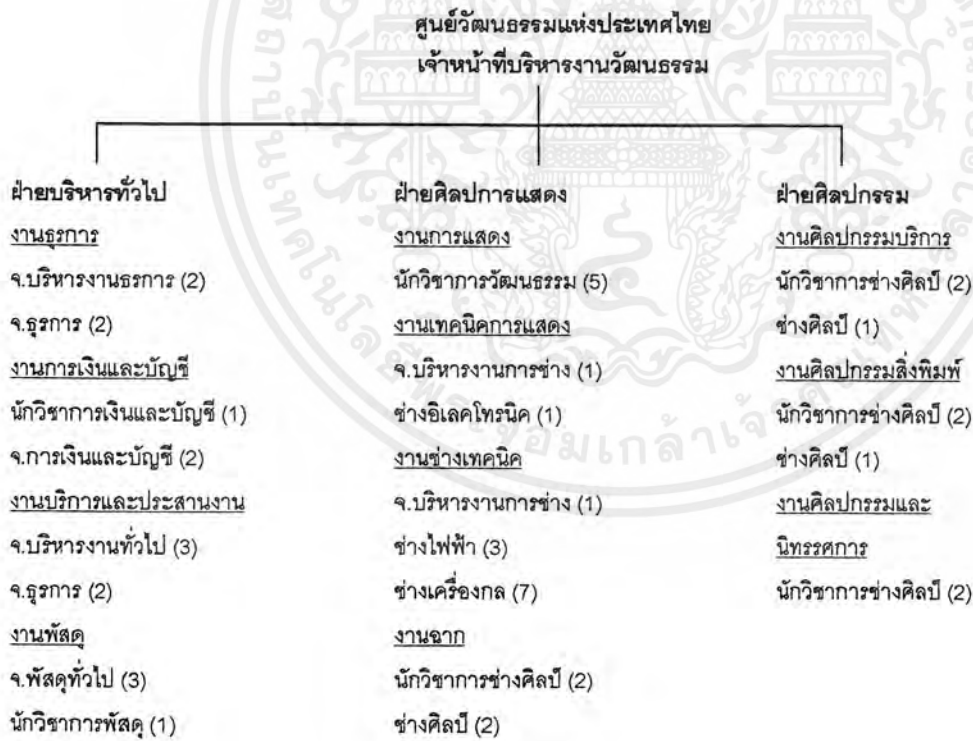 ศูนย์วัฒนธรรมแห่งประเทศไทย
เจ้าหน้าที่บริหารงานวัฒนธรรม
ฝ่ายบริหารทั่วไป
งานธุรการ
จ.บริหารงานธรการ (2)
จ.ธุรการ (2)
งานการเงินและบัญชี
นักวิชาการเงินและบัญชี (1)
จ.การเงินและบัญชี (2)
งานบริการและประสานงาน
จ.บริหารงานทั่วไป (3)
จ.ธุรการ (2)
งานพัสดุ
จ.พัสดุทั่วไป (3)
นักวิชาการพัสดุ (1)
ฝ่ายศิลปการแสดง
งานการแสดง
นักวิชาการวัฒนธรรม (5)
งานเทคนิคการแสดง
จ.บริหารงานการช่าง (1)
ช่างอิเลคโทรนิค (1)
งานช่างเทคนิค
จ.บริหารงานการช่าง (1)
ช่างไฟฟ้า (3)
ช่างเครื่องกล (7)
งานฉาก
นักวิชาการช่างศิลป์ (2)
ช่างศิลป์ (2)
ฝ่ายศิลปกรรม
งานศิลปกรรมบริการ
นักวิชาการช่างศิลป์ (2)
ช่างศิลป์ (1)
งานศิลปกรรมสิ่งพิมพ์
นักวิชาการช่างศิลป์ (2)
ช่างศิลป์ (1)
งานศิลปกรรมและ
นิทรรศการ
นักวิชาการช่างศิลป์ (2)